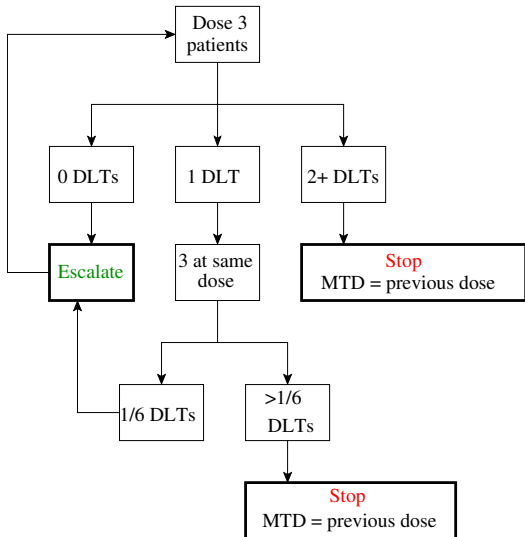 Dose 3
patients
0 DLTs
1 DLT
2+ DLTs
Escalate
3 at same
dose
Stop
MTD = previous dose
1/6 DLTs
>1/6
DLTs
Stop
MTD = previous dose